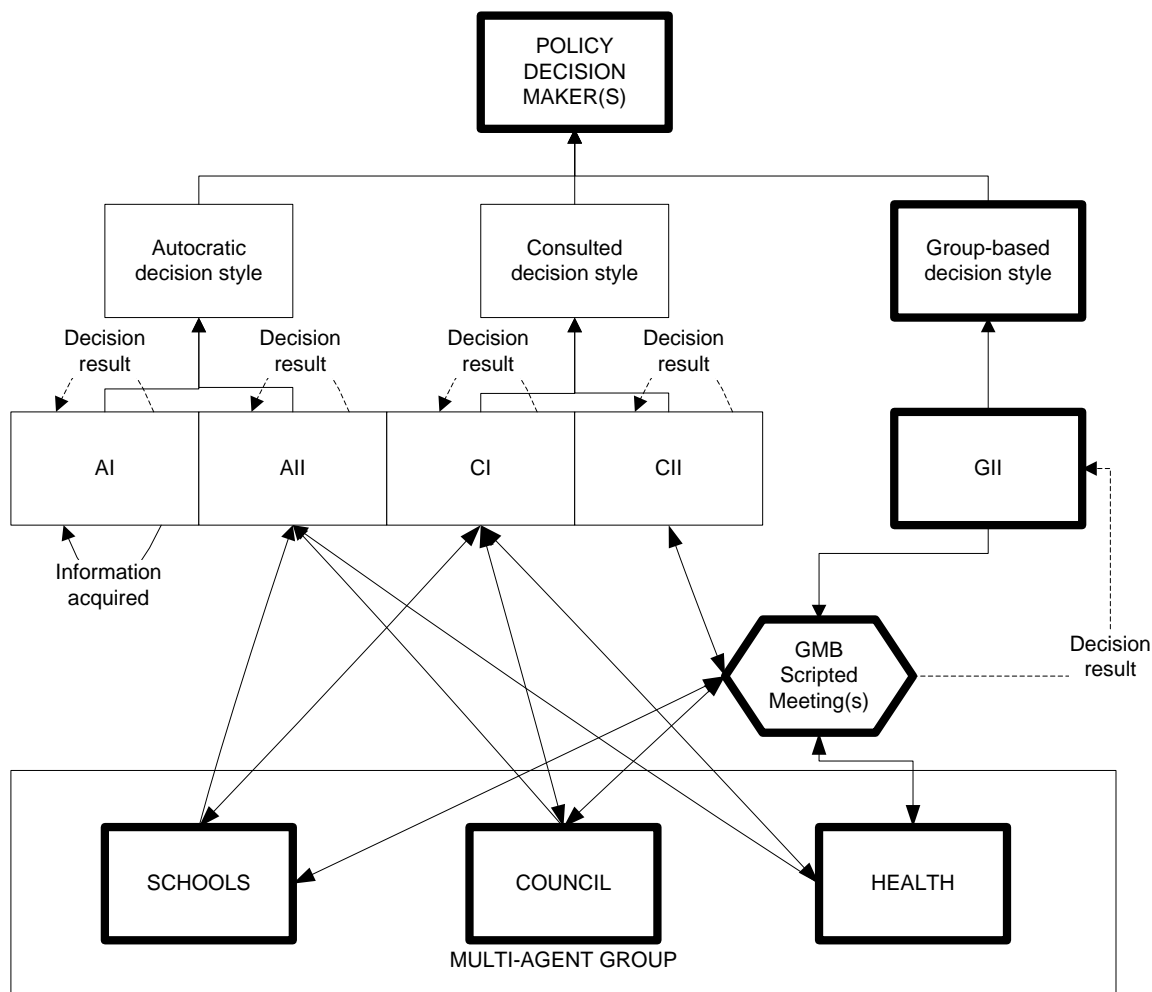 POLICY
DECISION
MAKER(S)
Autocratic
decision style
Consulted
decision style
Group-based
decision style
Decision
result
Decision
result
Decision
result
Decision
result
AI
AII
CI
CII
GII
Information
acquired
GMB
Scripted
Meeting(s)
Decision
result
SCHOOLS
COUNCIL
HEALTH
MULTI-AGENT GROUP